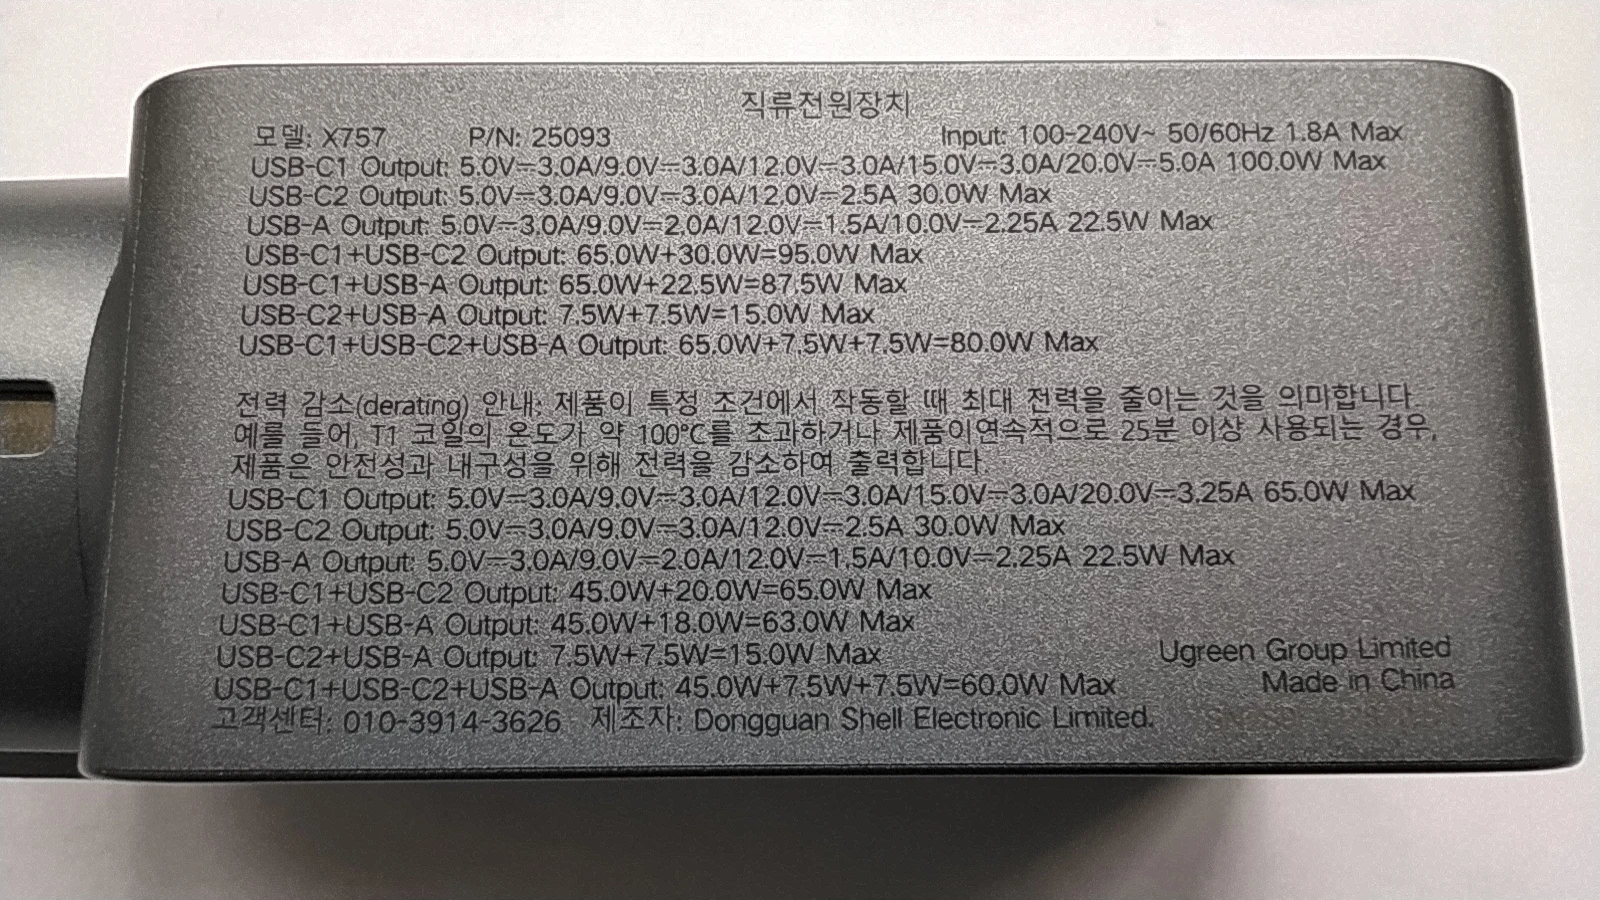 직류전원장치
모델: X757 P/N: 25093 Input: 100-240V~ 50/60Hz 1.8A Max
USB-C1 Output: 5.0V⎓3.0A/9.0V⎓3.0A/12.0V⎓3.0A/15.0V⎓3.0A/20.0V⎓5.0A 100.0W Max
USB-C2 Output: 5.0V⎓3.0A/9.0V⎓3.0A/12.0V⎓2.5A 30.0W Max
USB-A Output: 5.0V⎓3.0A/9.0V⎓2.0A/12.0V⎓1.5A/10.0V⎓2.25A 22.5W Max
USB-C1+USB-C2 Output: 65.0W+30.0W=95.0W Max
USB-C1+USB-A Output: 65.0W+22.5W=87.5W Max
USB-C2+USB-A Output: 7.5W+7.5W=15.0W Max
USB-C1+USB-C2+USB-A Output: 65.0W+7.5W+7.5W=80.0W Max
전력 감소(derating) 안내: 제품이 특정 조건에서 작동할 때 최대 전력을 줄아는 것을 의미합니다.
예를 들어, T1 코일의 온도가 약 100℃를 초과하거나 제품이연속적으로 25분 이상 사용되는 경우,
제품은 안전성과 내구성을 위해 전력을 감소하여 출력합니다.
USB-C1 Output: 5.0V⎓3.0A/9.0V⎓3.0A/12.0V⎓3.0A/15.0V⎓3.0A/20.0V⎓3.25A 65.0W Max
USB-C2 Output: 5.0V⎓3.0A/9.0V⎓3.0A/12.0V⎓2.5A 30.0W Max
USB-A Output: 5.0V⎓3.0A/9.0V⎓2.0A/12.0V⎓1.5A/10.0V⎓2.25A 22.5W Max
USB-C1+USB-C2 Output: 45.0W+20.0W=65.0W Max
USB-C1+USB-A Output: 45.0W+18.0W=63.0W Max
USB-C2+USB-A Output: 7.5W+7.5W=15.0W Max
USB-C1+USB-C2+USB-A Output: 45.0W+7.5W+7.5W=60.0W Max
고객센터: 010-3914-3626 제조자: Dongguan Shell Electronic Limited.
Ugreen Group Limited
Made in China